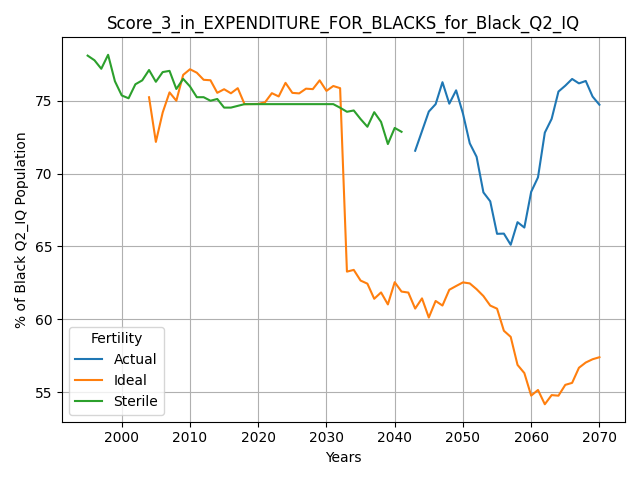 Score_3_in_EXPENDITURE_FOR_BLACKS_for_Black_Q2_IQ
% of Black Q2_IQ Population
75
70
65
60
55
Fertility
Actual
Ideal
Sterile
2000 2010 2020 2030 2040 2050 2060 2070
Years